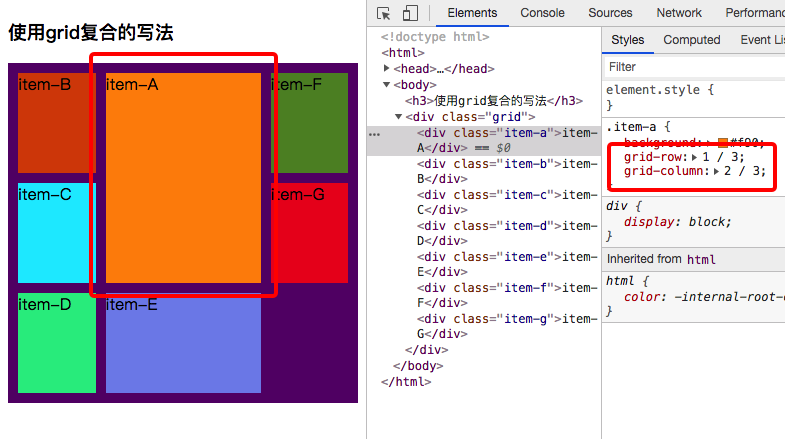 使用grid复合的写法
item-B
item-A
item-F
item-C
item-G
item-D
item-E
Elements Console Sources Network Performanc
<!doctype html>
<html>
<head>…</head>
<body>
<h3>使用grid复合的写法</h3>
<div class="grid">
<div class="item-a">item-
A</div> == $0
<div class="item-b">item-
B</div>
<div class="item-c">item-
C</div>
<div class="item-d">item-
D</div>
<div class="item-e">item-
E</div>
<div class="item-f">item-
F</div>
<div class="item-g">item-
G</div>
</div>
</body>
</html>
Styles Computed Event Lis
Filter
element.style {
}
.item-a {
background: #f90;
grid-row: 1 / 3;
grid-column: 2 / 3;
div {
display: block;
}
Inherited from html
html {
color: -internal-root-
}